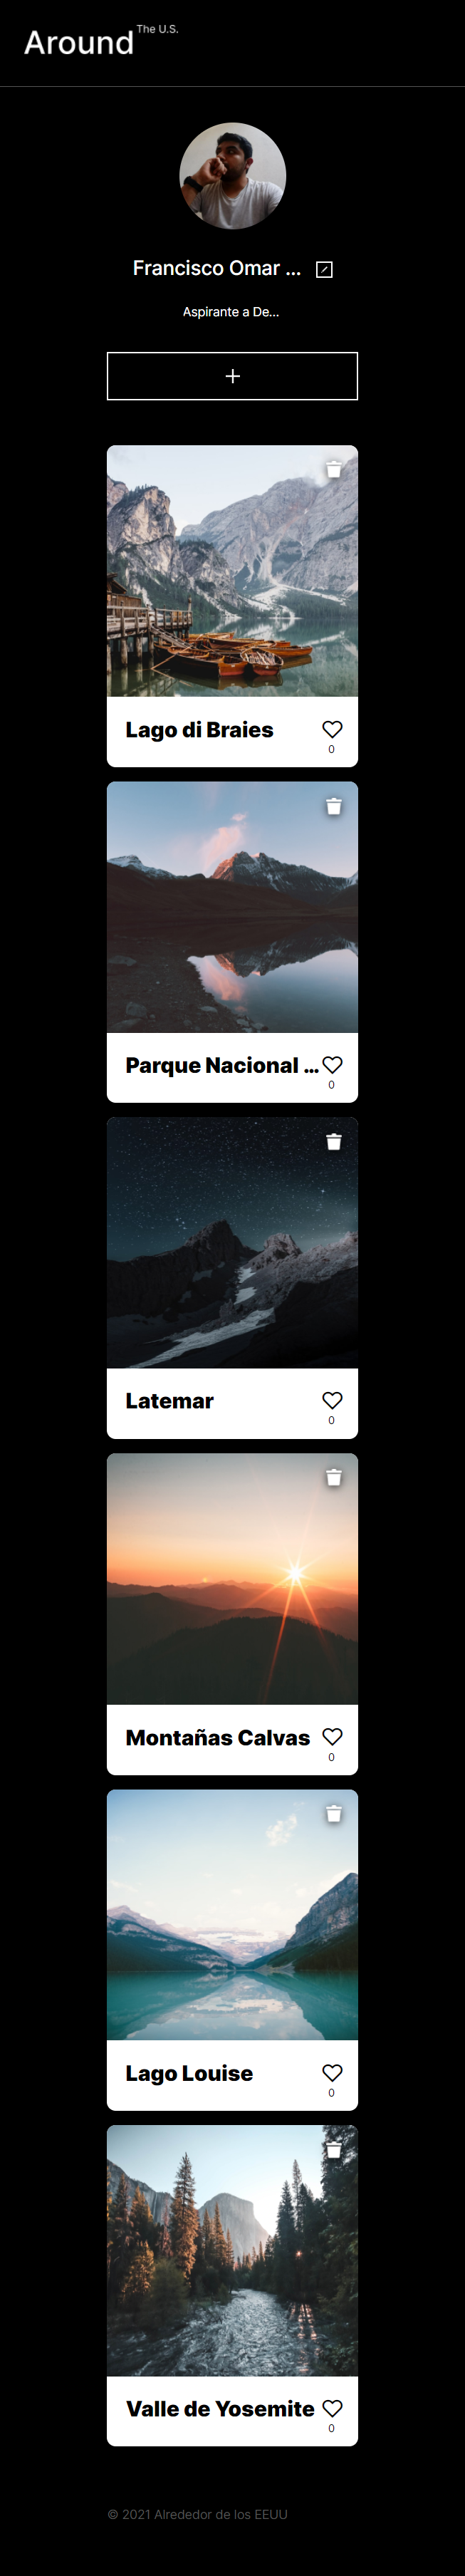 Around The U.S.
Francisco Omar ...
Aspirante a De...
Lago di Braies
0
Parque Nacional ...
0
Latemar
0
Montañas Calvas
0
Lago Louise
0
Valle de Yosemite
0
© 2021 Alrededor de los EEUU